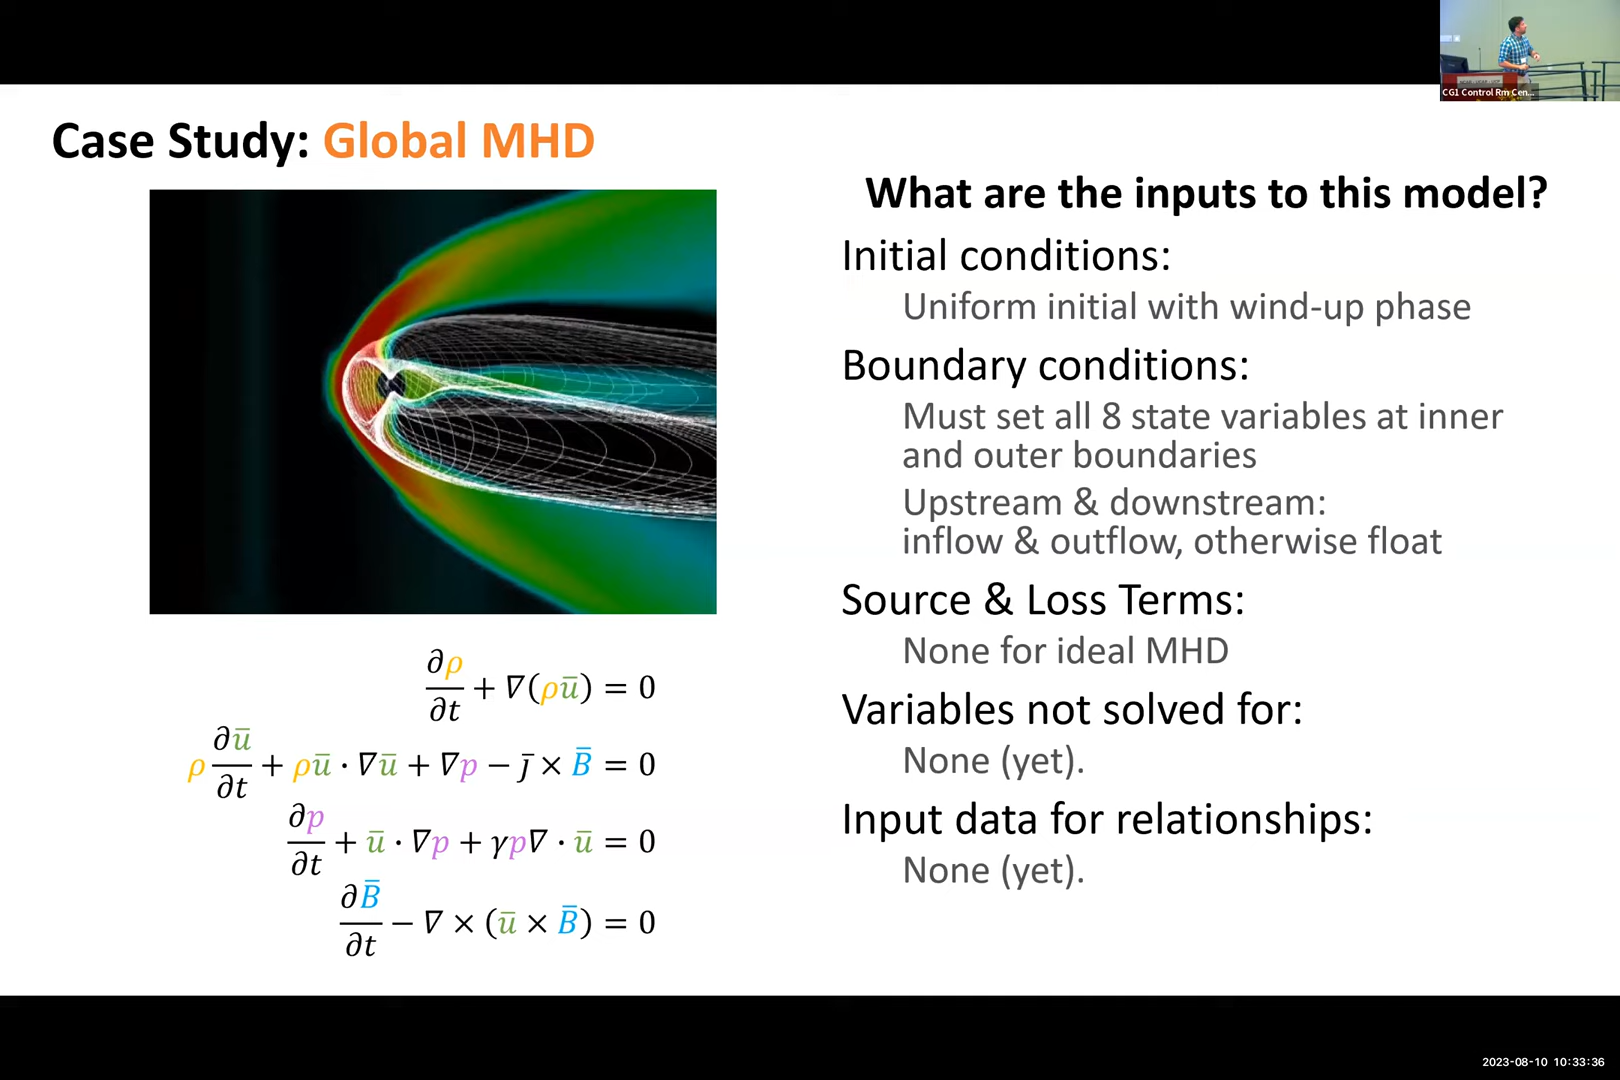 CG1 Control Rm Cen...
Case Study: Global MHD
What are the inputs to this model?
Initial conditions:
Uniform initial with wind-up phase
Boundary conditions:
Must set all 8 state variables at inner
and outer boundaries
Upstream & downstream:
inflow & outflow, otherwise float
Source & Loss Terms:
None for ideal MHD
Variables not solved for:
None (yet).
Input data for relationships:
None (yet).
∂ρ/∂t + ∇(ρū) = 0
ρ ∂ū/∂t + ρū · ∇ū + ∇p − ȷ̄ × B̄ = 0
∂p/∂t + ū · ∇p + γp∇ · ū = 0
∂B̄/∂t − ∇ × (ū × B̄) = 0
2023-08-10 10:33:36